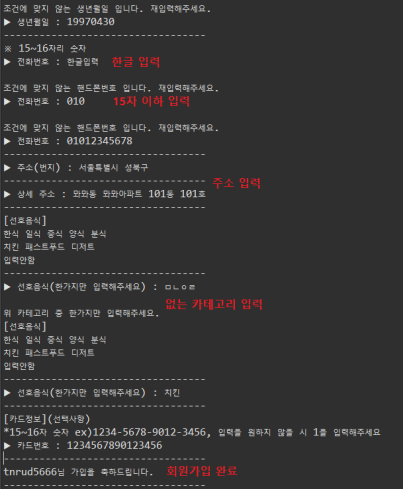 조건에 맞지 않는 생년월일 입니다. 재입력해주세요.
▶ 생년월일 : 19970430
----------------------------------
※ 15~16자리 숫자
▶ 전화번호 : 한글입력 한글 입력
조건에 맞지 않는 핸드폰번호 입니다. 재입력해주세요.
▶ 전화번호 : 010 15자 이하 입력
조건에 맞지 않는 핸드폰번호 입니다. 재입력해주세요.
▶ 전화번호 : 01012345678
----------------------------------
▶ 주소(번지) : 서울특별시 성북구
---------------------------------- 주소 입력
▶ 상세 주소 : 와와동 와와아파트 101동 101호
----------------------------------
[선호음식]
한식 일식 중식 양식 분식
치킨 패스트푸드 디저트
입력안함
----------------------------------
▶ 선호음식(한가지만 입력해주세요) : ㅁㄴㅇㄹ
없는 카테고리 입력
위 카테고리 중 한가지만 입력해주세요.
[선호음식]
한식 일식 중식 양식 분식
치킨 패스트푸드 디저트
입력안함
----------------------------------
▶ 선호음식(한가지만 입력해주세요) : 치킨
----------------------------------
[카드정보](선택사항)
*15~16자 숫자 ex)1234-5678-9012-3456, 입력을 원하지 않을 시 1을 입력해주세요
▶ 카드번호 : 1234567890123456
----------------------------------
tnrud5666님 가입을 축하드립니다. 회원가입 완료
----------------------------------